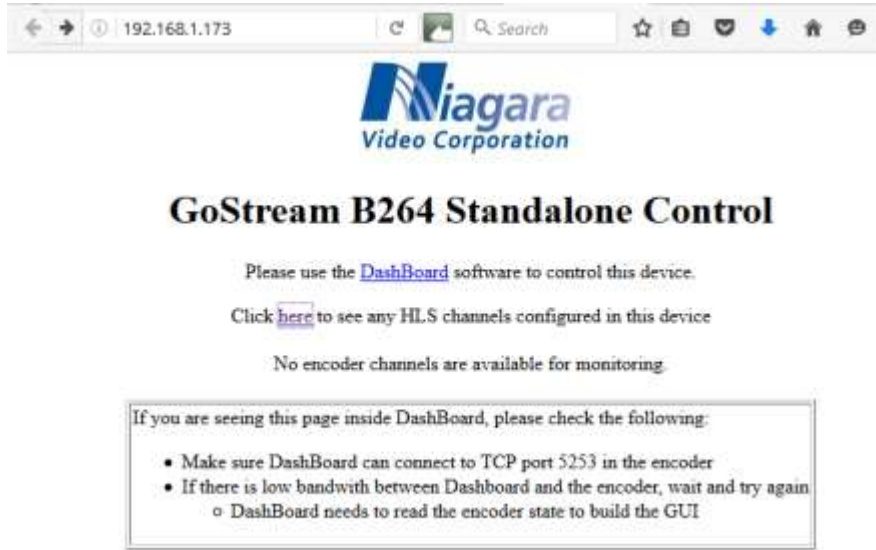 192.168.1.173
Search
Niagara
Video Corporation
GoStream B264 Standalone Control
Please use the DashBoard software to control this device.
Click here to see any HLS channels configured in this device
No encoder channels are available for monitoring.
If you are seeing this page inside DashBoard, please check the following:
• Make sure DashBoard can connect to TCP port 5253 in the encoder
• If there is low bandwith between Dashboard and the encoder, wait and try again
o DashBoard needs to read the encoder state to build the GUI